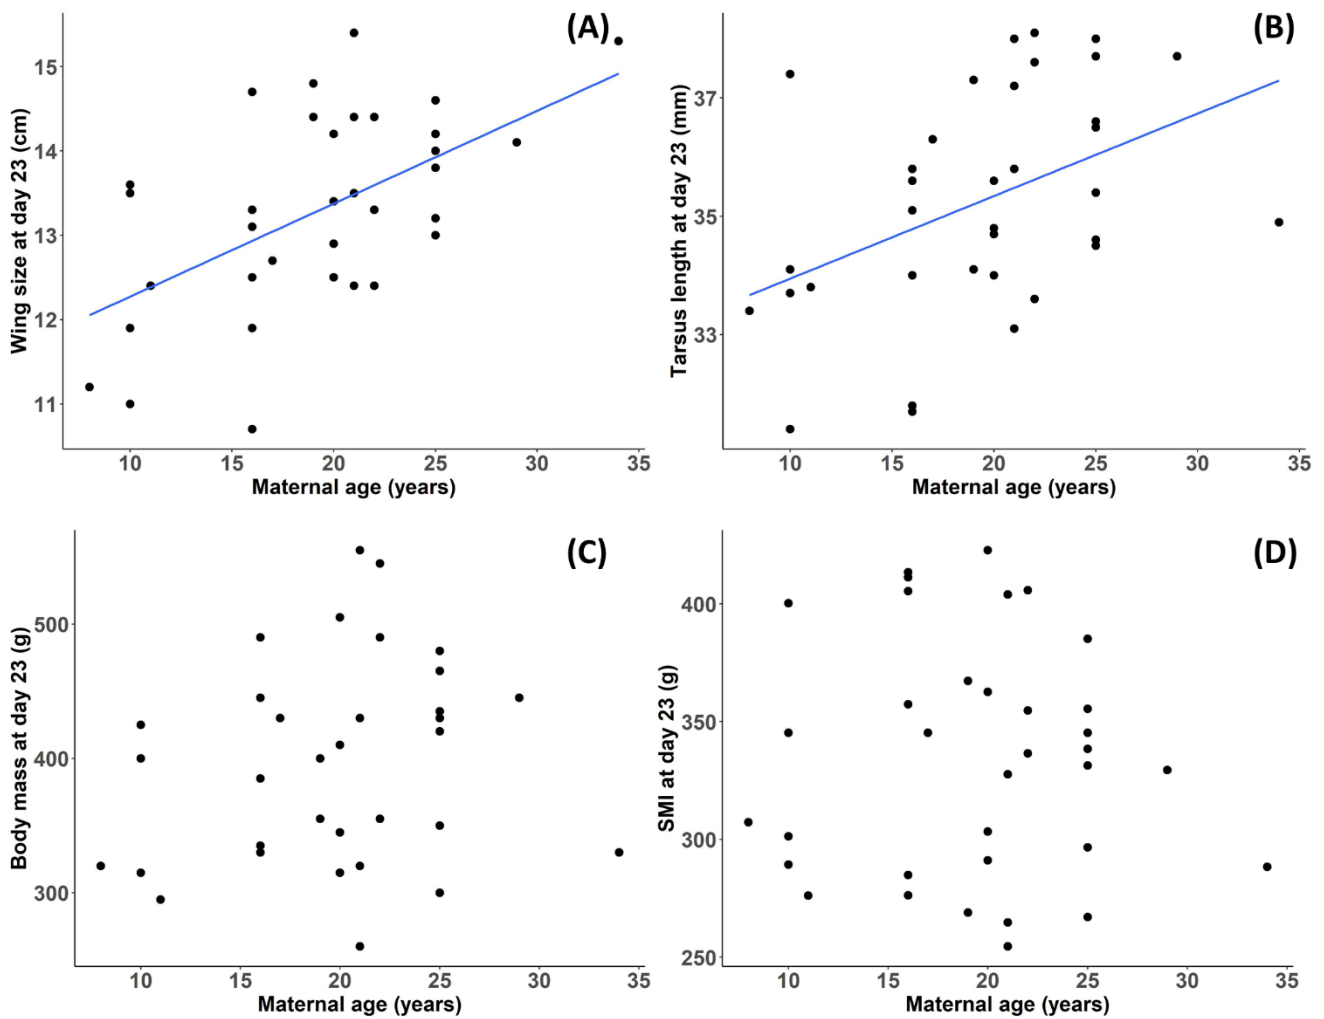 (A)
Wing size at day 23 (cm)
15
14
13
12
11
10 15 20 25 30 35
Maternal age (years)
(B)
Tarsus length at day 23 (mm)
37
35
33
10 15 20 25 30 35
Maternal age (years)
(C)
Body mass at day 23 (g)
500
400
300
10 15 20 25 30 35
Maternal age (years)
(D)
SMI at day 23 (g)
400
350
300
250
10 15 20 25 30 35
Maternal age (years)